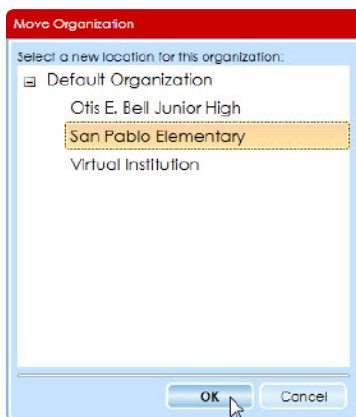 Move Organization
Select a new location for this organization:
Default Organization
Otis E. Bell Junior High
San Pablo Elementary
Virtual Institution
OK Cancel